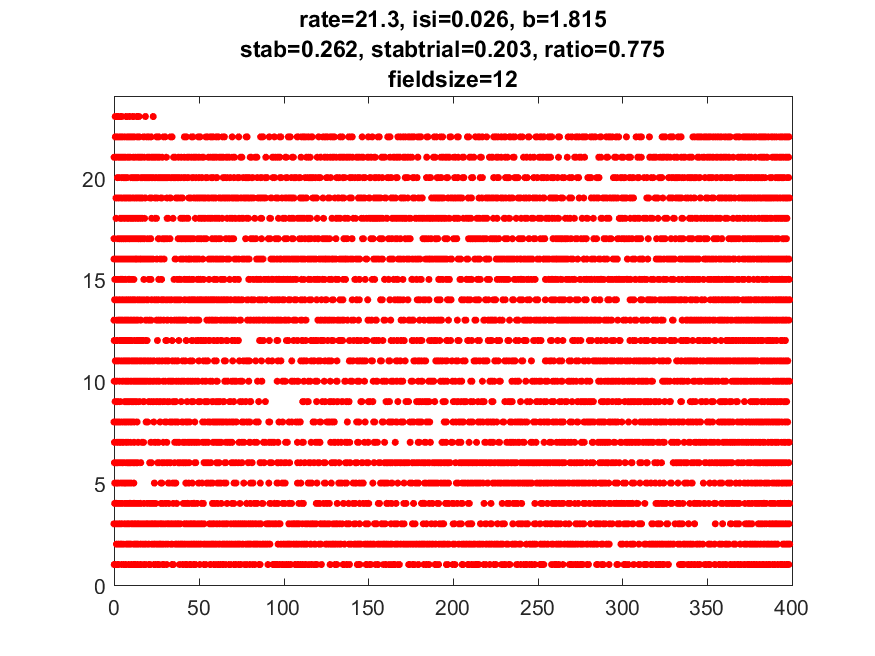 rate=21.3, isi=0.026, b=1.815
stab=0.262, stabtrial=0.203, ratio=0.775
fieldsize=12
20
15
10
5
0
0 50 100 150 200 250 300 350 400